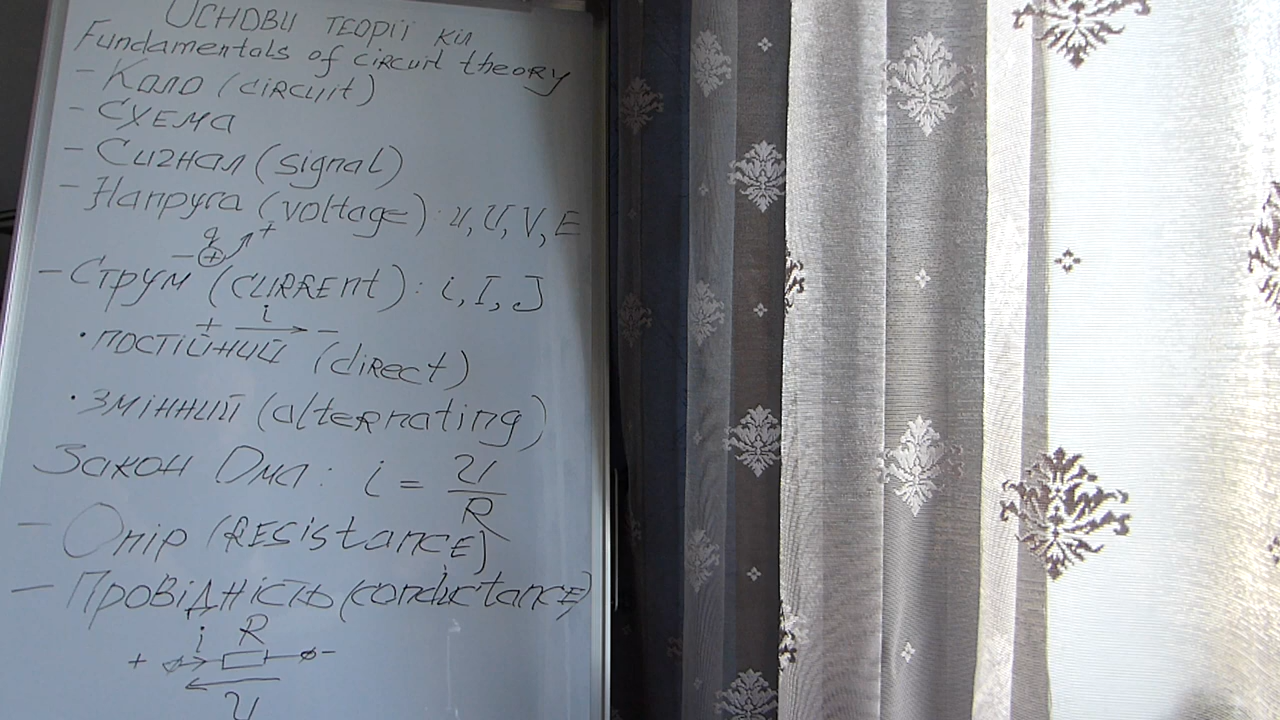 Основи теорії кіл
Fundamentals of circuit theory
- Коло (circuit)
- Схема
- Сигнал (signal)
- Напруга (voltage): u, U, V, E
- q + +
- Струм (current): i, I, J
+ i -
· постійний (direct)
· змінний (alternating)
Закон Ома: i = u/R
- Опір (Resistance)
- Провідність (conductance)
i R
+ -
u